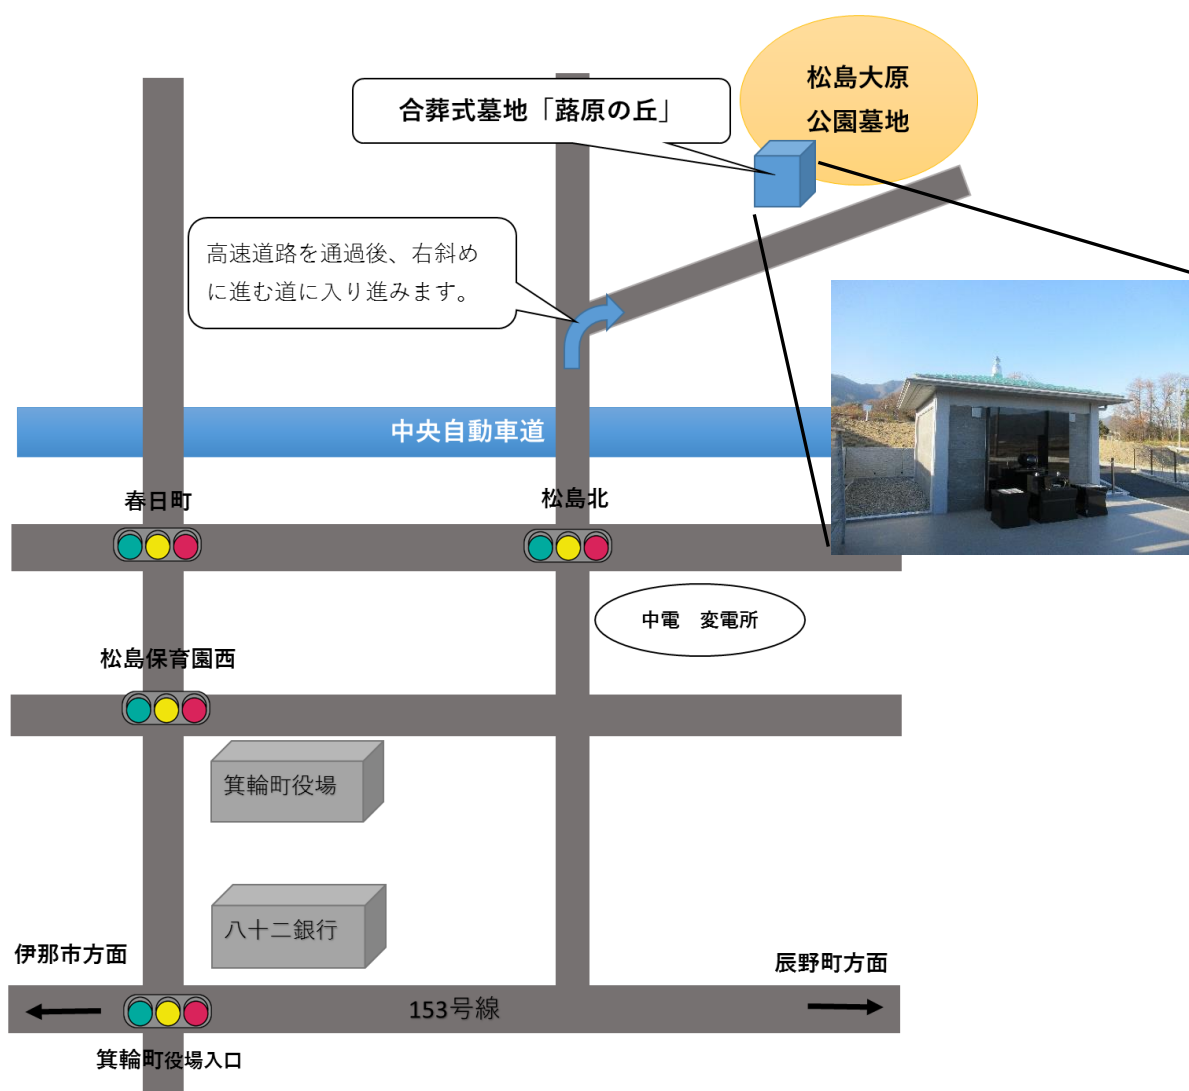 松島大原
公園墓地
合葬式墓地「蕗原の丘」
高速道路を通過後、右斜め
に進む道に入り進みます。
中央自動車道
春日町
松島北
中電　変電所
松島保育園西
箕輪町役場
八十二銀行
伊那市方面
辰野町方面
153号線
箕輪町役場入口